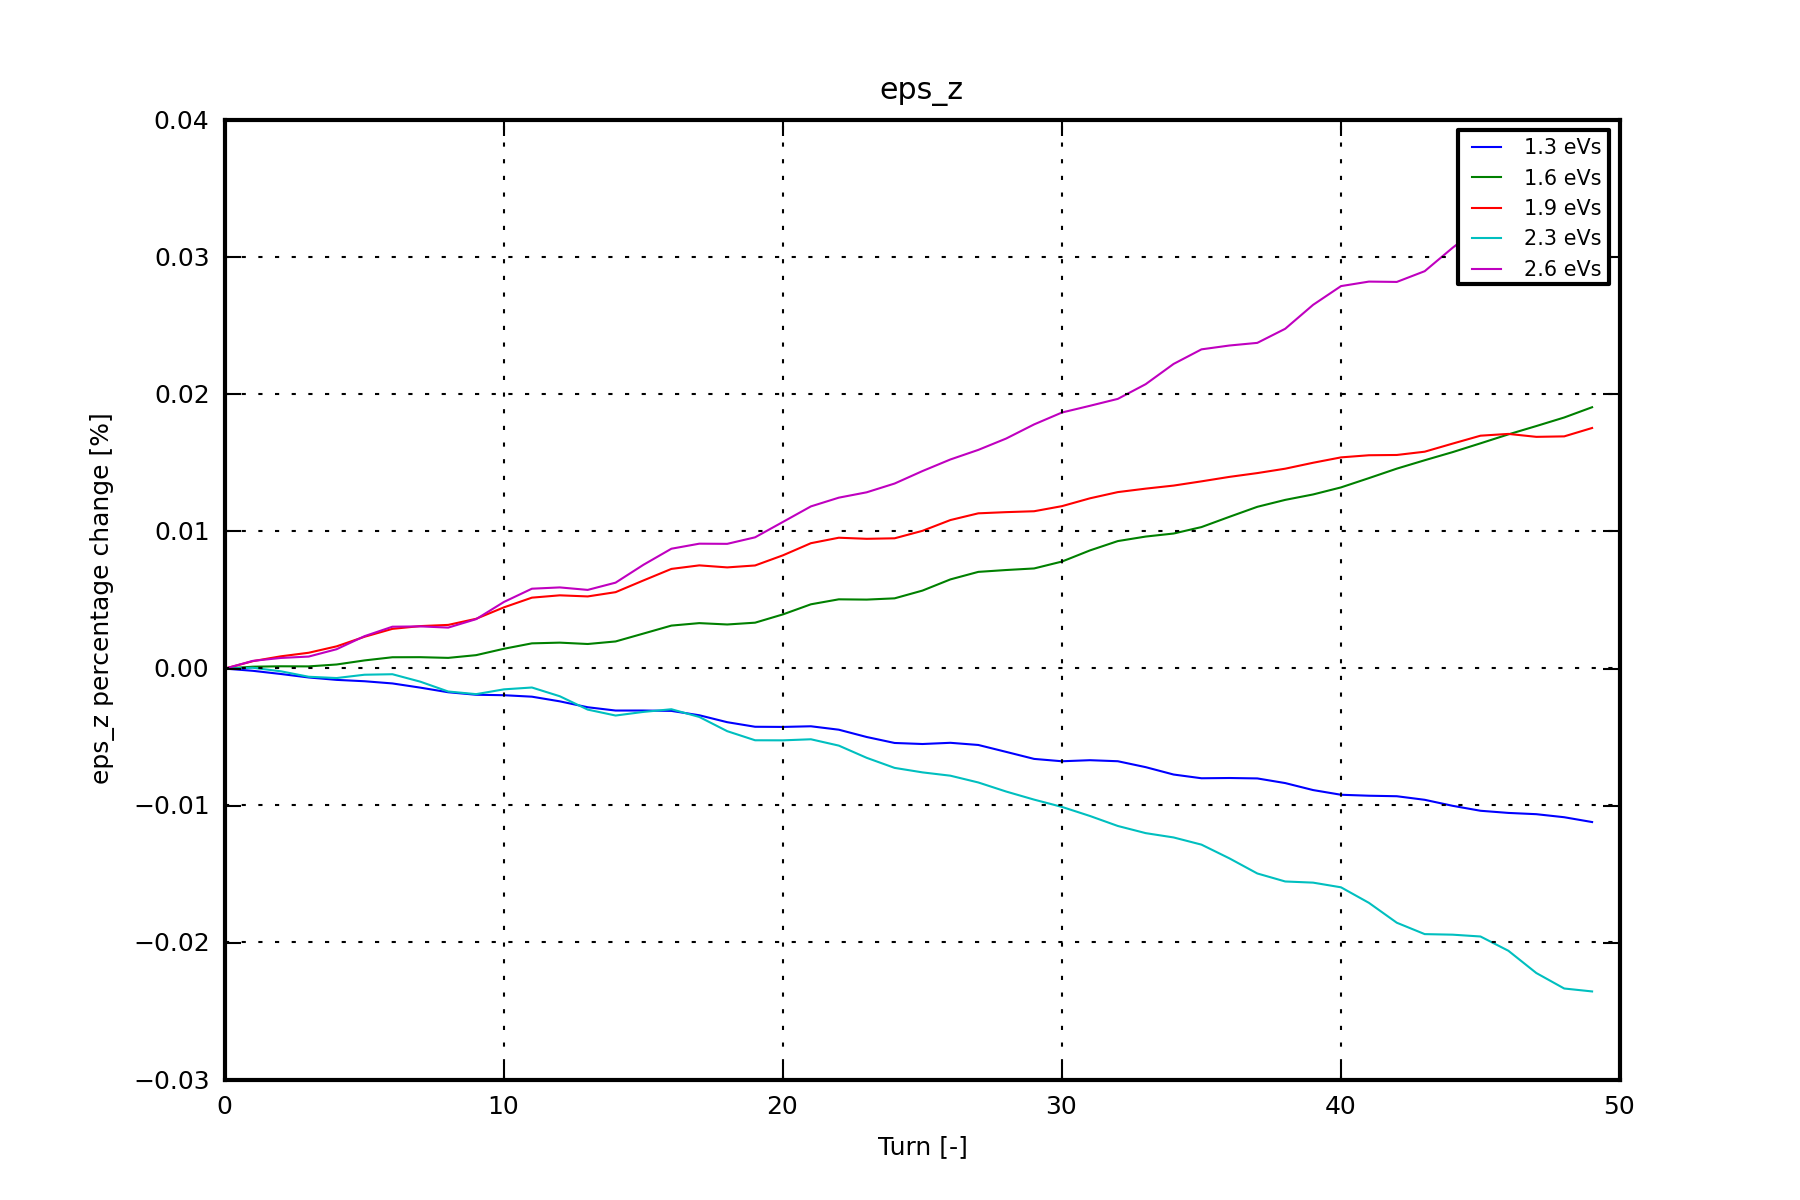 eps_z
0.04
0.03
0.02
0.01
0.00
−0.01
−0.02
−0.03
eps_z percentage change [%]
1.3 eVs
1.6 eVs
1.9 eVs
2.3 eVs
2.6 eVs
0 10 20 30 40 50
Turn [-]